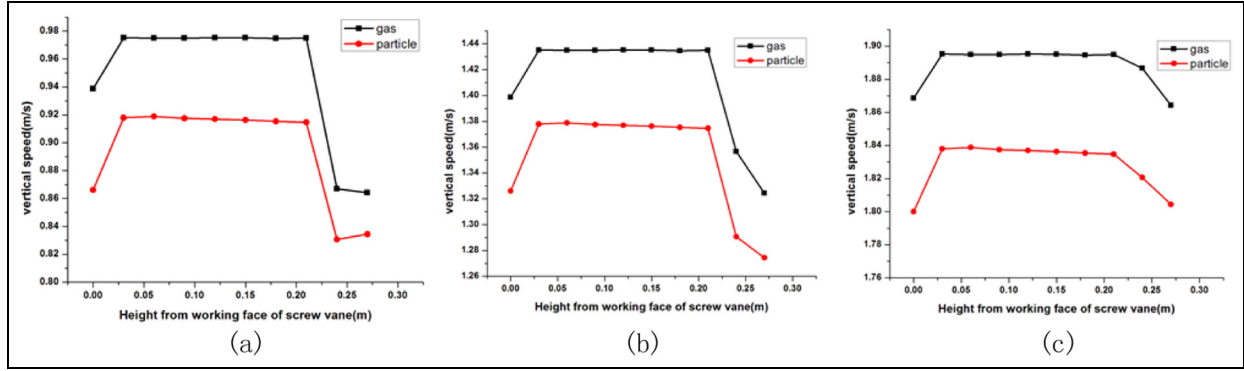 0.98
0.96
0.94
0.92
0.90
0.88
0.86
0.84
0.82
0.80
vertical speed(m/s)
gas
particle
0.00 0.05 0.10 0.15 0.20 0.25 0.30
Height from working face of screw vane(m)
(a)
1.44
1.42
1.40
1.38
1.36
1.34
1.32
1.30
1.28
1.26
vertical speed(m/s)
gas
particle
0.00 0.05 0.10 0.15 0.20 0.25 0.30
Height from working face of screw vane(m)
(b)
1.90
1.88
1.86
1.84
1.82
1.80
1.78
1.76
vertical speed(m/s)
gas
particle
0.00 0.05 0.10 0.15 0.20 0.25 0.30
Height from working face of screw vane(m)
(c)